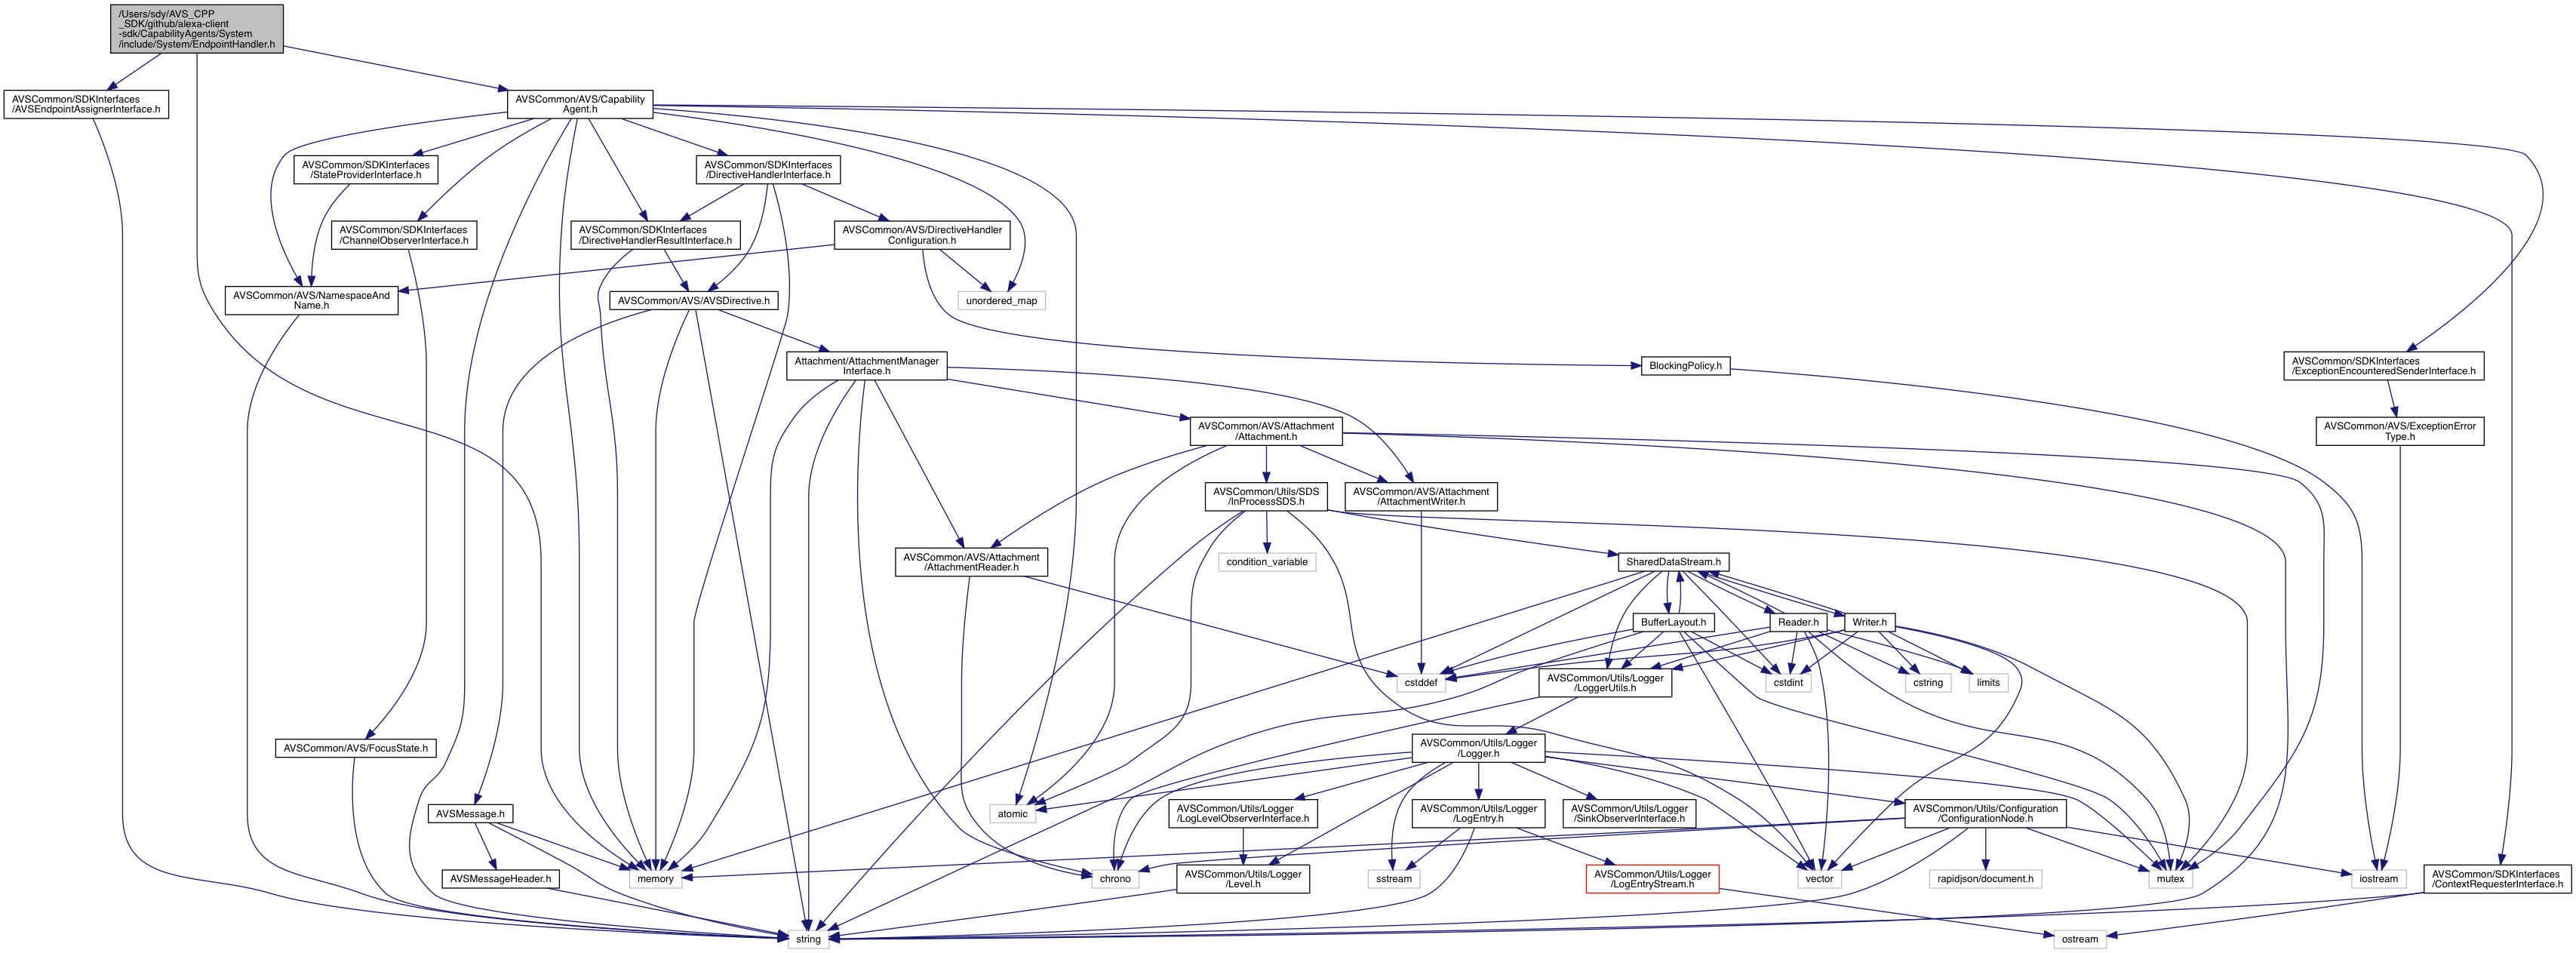 /Users/sdy/AVS_CPP
_SDK/github/alexa-client
-sdk/CapabilityAgents/System
/include/System/EndpointHandler.h
AVSCommon/SDKInterfaces
/AVSEndpointAssignerInterface.h
AVSCommon/AVS/Capability
Agent.h
AVSCommon/SDKInterfaces
/StateProviderInterface.h
AVSCommon/SDKInterfaces
/DirectiveHandlerInterface.h
AVSCommon/SDKInterfaces
/ChannelObserverInterface.h
AVSCommon/SDKInterfaces
/DirectiveHandlerResultInterface.h
AVSCommon/AVS/DirectiveHandler
Configuration.h
AVSCommon/AVS/NamespaceAnd
Name.h
AVSCommon/AVS/AVSDirective.h
unordered_map
Attachment/AttachmentManager
Interface.h
BlockingPolicy.h
AVSCommon/SDKInterfaces
/ExceptionEncounteredSenderInterface.h
AVSCommon/AVS/Attachment
/Attachment.h
AVSCommon/AVS/ExceptionError
Type.h
AVSCommon/Utils/SDS
/InProcessSDS.h
AVSCommon/AVS/Attachment
/AttachmentWriter.h
AVSCommon/AVS/Attachment
/AttachmentReader.h
condition_variable
SharedDataStream.h
BufferLayout.h
Reader.h
Writer.h
cstddef
AVSCommon/Utils/Logger
/LoggerUtils.h
cstdint
cstring
limits
AVSCommon/AVS/FocusState.h
AVSCommon/Utils/Logger
/Logger.h
AVSMessage.h
atomic
AVSCommon/Utils/Logger
/LogLevelObserverInterface.h
AVSCommon/Utils/Logger
/LogEntry.h
AVSCommon/Utils/Logger
/SinkObserverInterface.h
AVSCommon/Utils/Configuration
/ConfigurationNode.h
AVSMessageHeader.h
memory
chrono
AVSCommon/Utils/Logger
/Level.h
sstream
AVSCommon/Utils/Logger
/LogEntryStream.h
vector
rapidjson/document.h
mutex
iostream
AVSCommon/SDKInterfaces
/ContextRequesterInterface.h
string
ostream